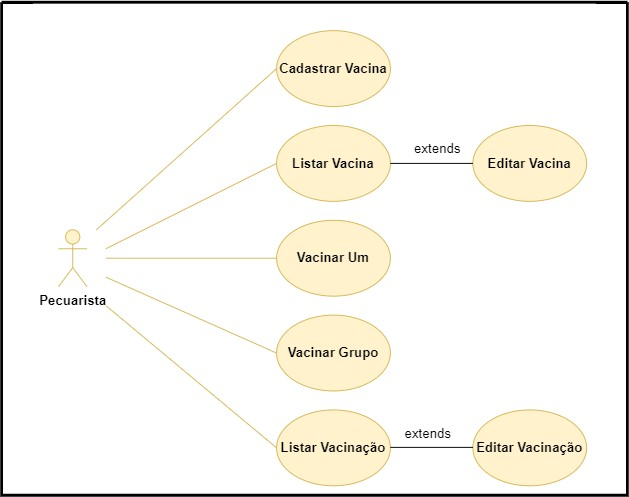 Cadastrar Vacina
Listar Vacina
extends
Editar Vacina
Vacinar Um
Pecuarista
Vacinar Grupo
Listar Vacinação
extends
Editar Vacinação